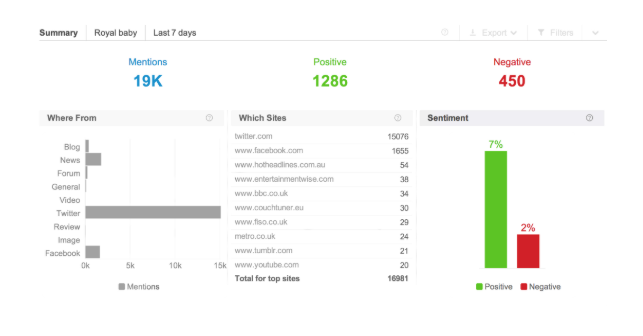 Summary Royal baby Last 7 days Export Filters
Mentions Positive Negative
19K 1286 450
Where From
Blog
News
Forum
General
Video
Twitter
Review
Image
Facebook
0k 5k 10k 15k
Mentions
Which Sites
twitter.com 15076
www.facebook.com 1655
www.hotheadlines.com.au 54
www.entertainmentwise.com 38
www.bbc.co.uk 34
www.couchtuner.eu 30
www.fiso.co.uk 29
metro.co.uk 24
www.tumblr.com 21
www.youtube.com 20
Total for top sites 16981
Sentiment
7%
2%
Positive Negative